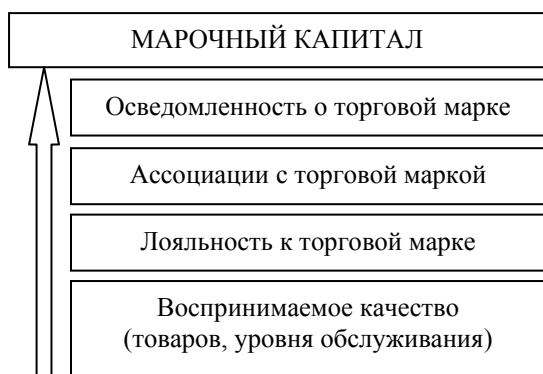 МАРОЧНЫЙ КАПИТАЛ
Осведомленность о торговой марке
Ассоциации с торговой маркой
Лояльность к торговой марке
Воспринимаемое качество
(товаров, уровня обслуживания)